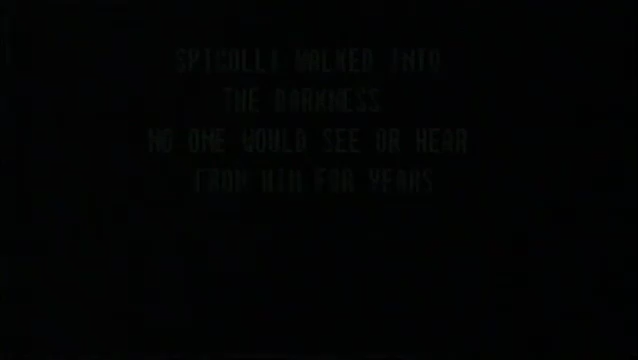 SPICOLLI WALKED INTO
THE DARKNESS
NO ONE WOULD SEE OR HEAR
FROM HIM FOR YEARS